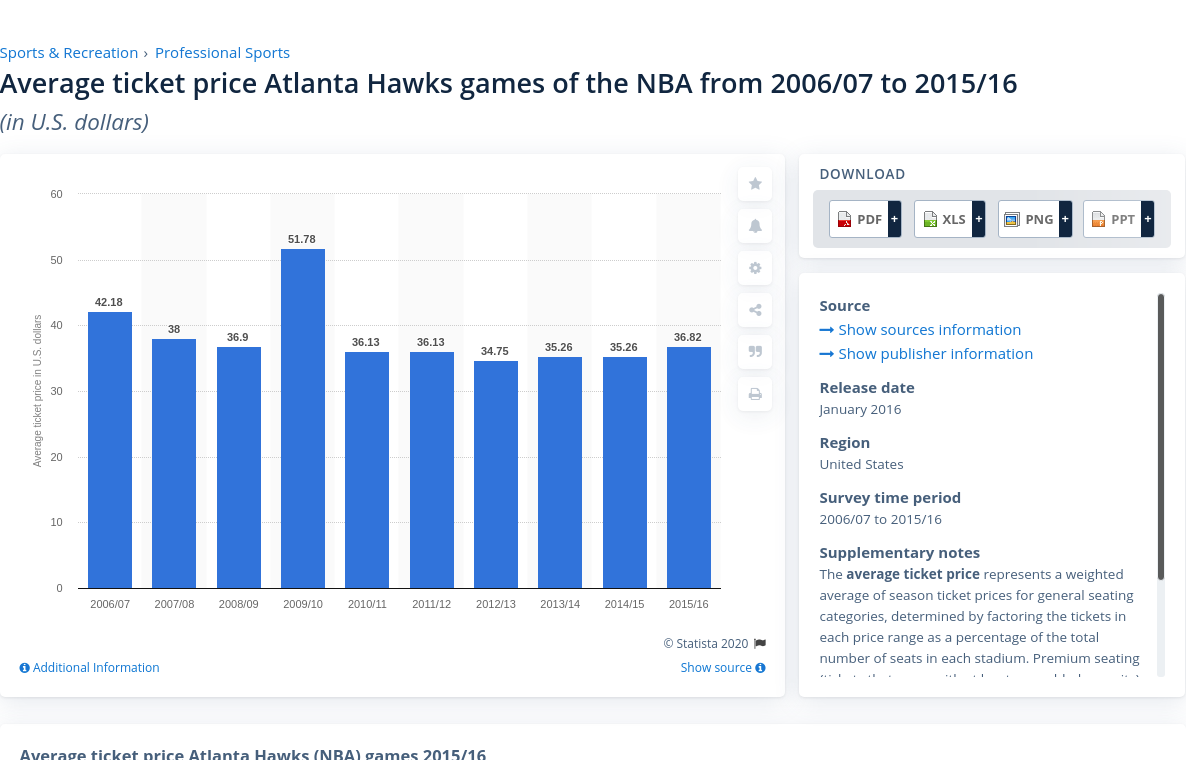 Sports & Recreation › Professional Sports
Average ticket price Atlanta Hawks games of the NBA from 2006/07 to 2015/16
(in U.S. dollars)
Average ticket price in U.S. dollars
60
50
40
30
20
10
0
42.18
38
36.9
51.78
36.13
36.13
34.75
35.26
35.26
36.82
2006/07 2007/08 2008/09 2009/10 2010/11 2011/12 2012/13 2013/14 2014/15 2015/16
© Statista 2020
Additional Information
Show source
DOWNLOAD
PDF + XLS + PNG + PPT +
Source
Show sources information
Show publisher information
Release date
January 2016
Region
United States
Survey time period
2006/07 to 2015/16
Supplementary notes
The average ticket price represents a weighted
average of season ticket prices for general seating
categories, determined by factoring the tickets in
each price range as a percentage of the total
number of seats in each stadium. Premium seating
Average ticket price Atlanta Hawks (NBA) games 2015/16